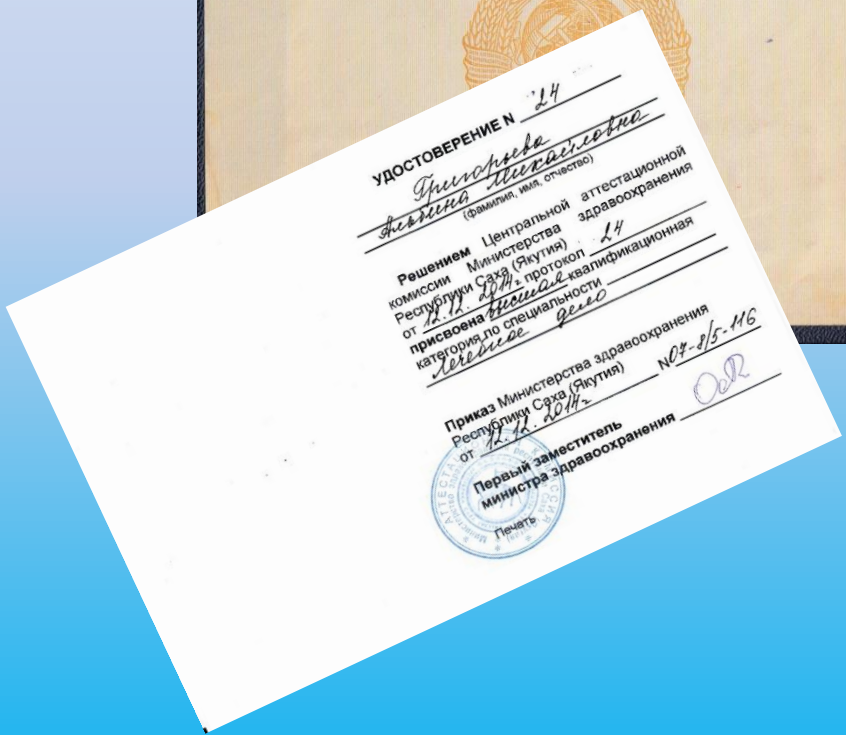 УДОСТОВЕРЕНИЕ N 24
Григорьева
Альбина Михайловна
(фамилия, имя, отчество)
Решением Центральной аттестационной
комиссии Министерства здравоохранения
Республики Саха (Якутия)
от 12.12.2014г протокол 24
присвоена высшая квалификационная
категория по специальности
лечебное дело
Приказ Министерства здравоохранения
Республики Саха (Якутия)
от 12.12.2014г N07-8/5-116
Первый заместитель
министра здравоохранения
Печать